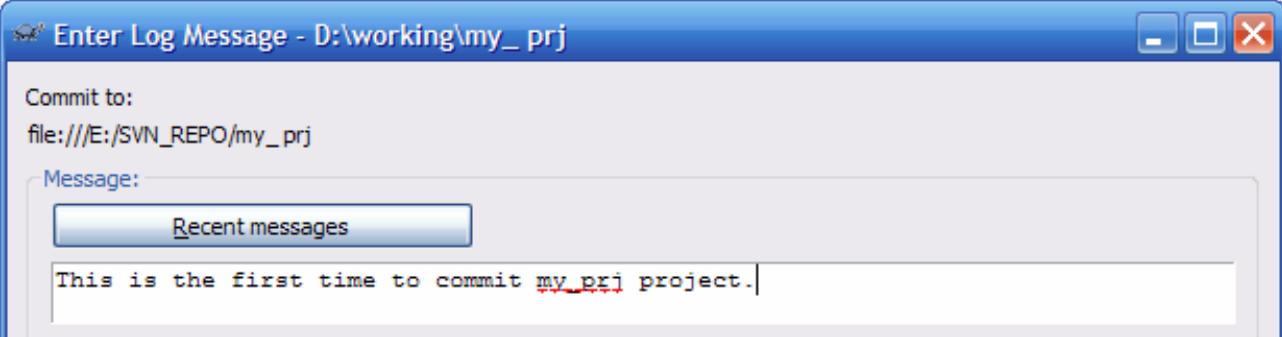 Enter Log Message - D:\working\my_ prj
Commit to:
file:///E:/SVN_REPO/my_ prj
Message:
Recent messages
This is the first time to commit my_prj project.